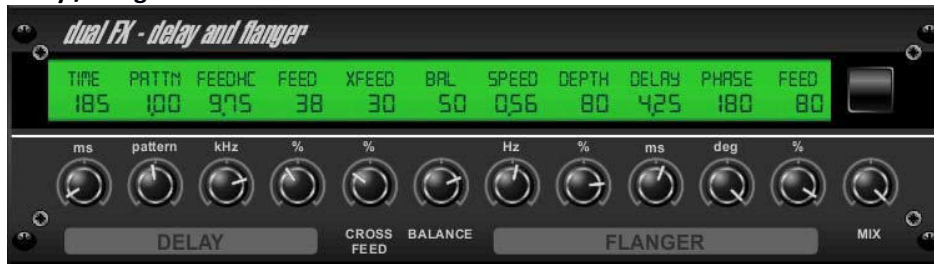 dual FX - delay and flanger
TIME PATTN FEEDHC FEED XFEED BAL SPEED DEPTH DELAY PHASE FEED
185 1,00 9,75 38 30 50 0,56 80 4,25 180 80
ms pattern kHz % % Hz % ms deg %
DELAY CROSS FEED BALANCE FLANGER MIX